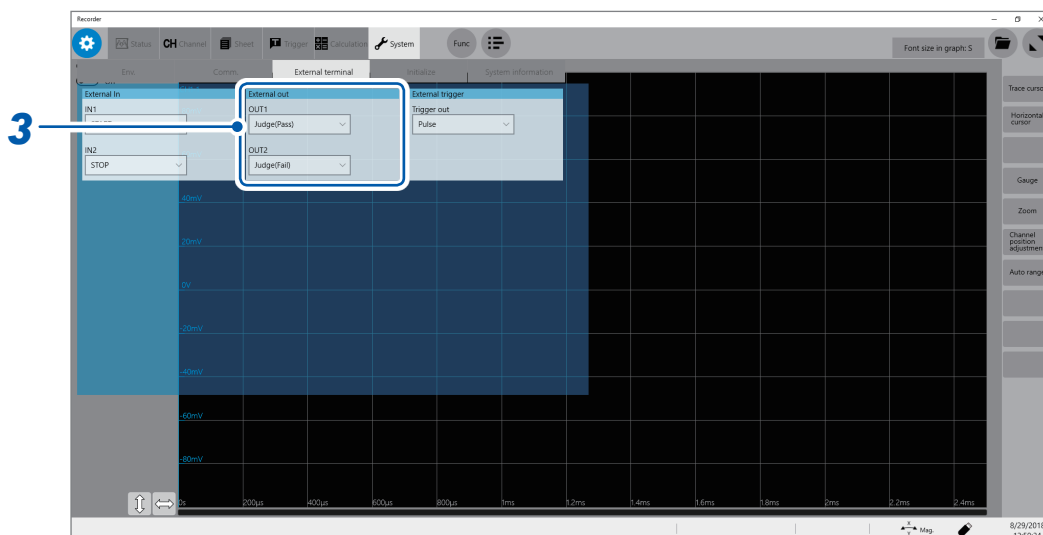 Recorder
Status
CH Channel
Sheet
Trigger
Calculation
System
Func
Font size in graph: S
Env.
Comm.
External terminal
Initialize
System information
External In
External out
External trigger
IN1
OUT1
Trigger out
Judge(Pass)
Pulse
3
IN2
OUT2
STOP
Judge(Fail)
40mV
20mV
0V
-20mV
-40mV
-60mV
-80mV
0s
200µs
400µs
600µs
800µs
1ms
1.2ms
1.4ms
1.6ms
1.8ms
2ms
2.2ms
2.4ms
Trace curso
Horizontal
cursor
Gauge
Zoom
Channel
position
adjustmen
Auto range
X
Mag.
Y
8/29/2018